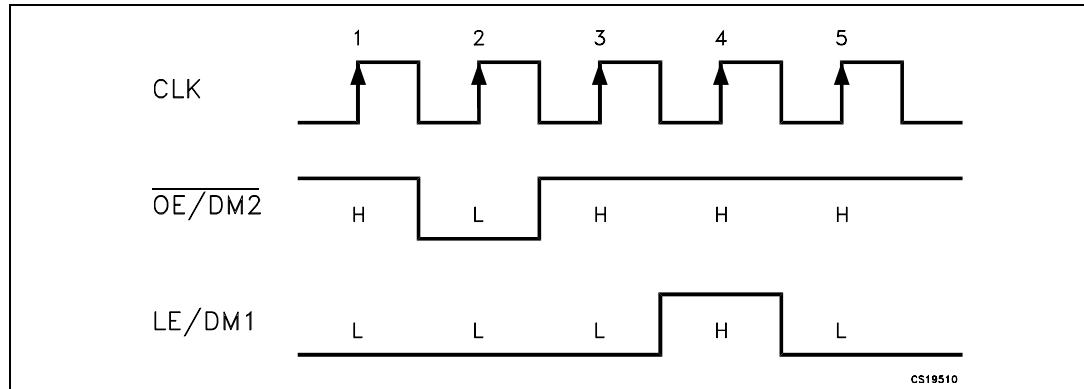 1 2 3 4 5
CLK
OE/DM2 H L H H H
LE/DM1 L L L H L
CS19510